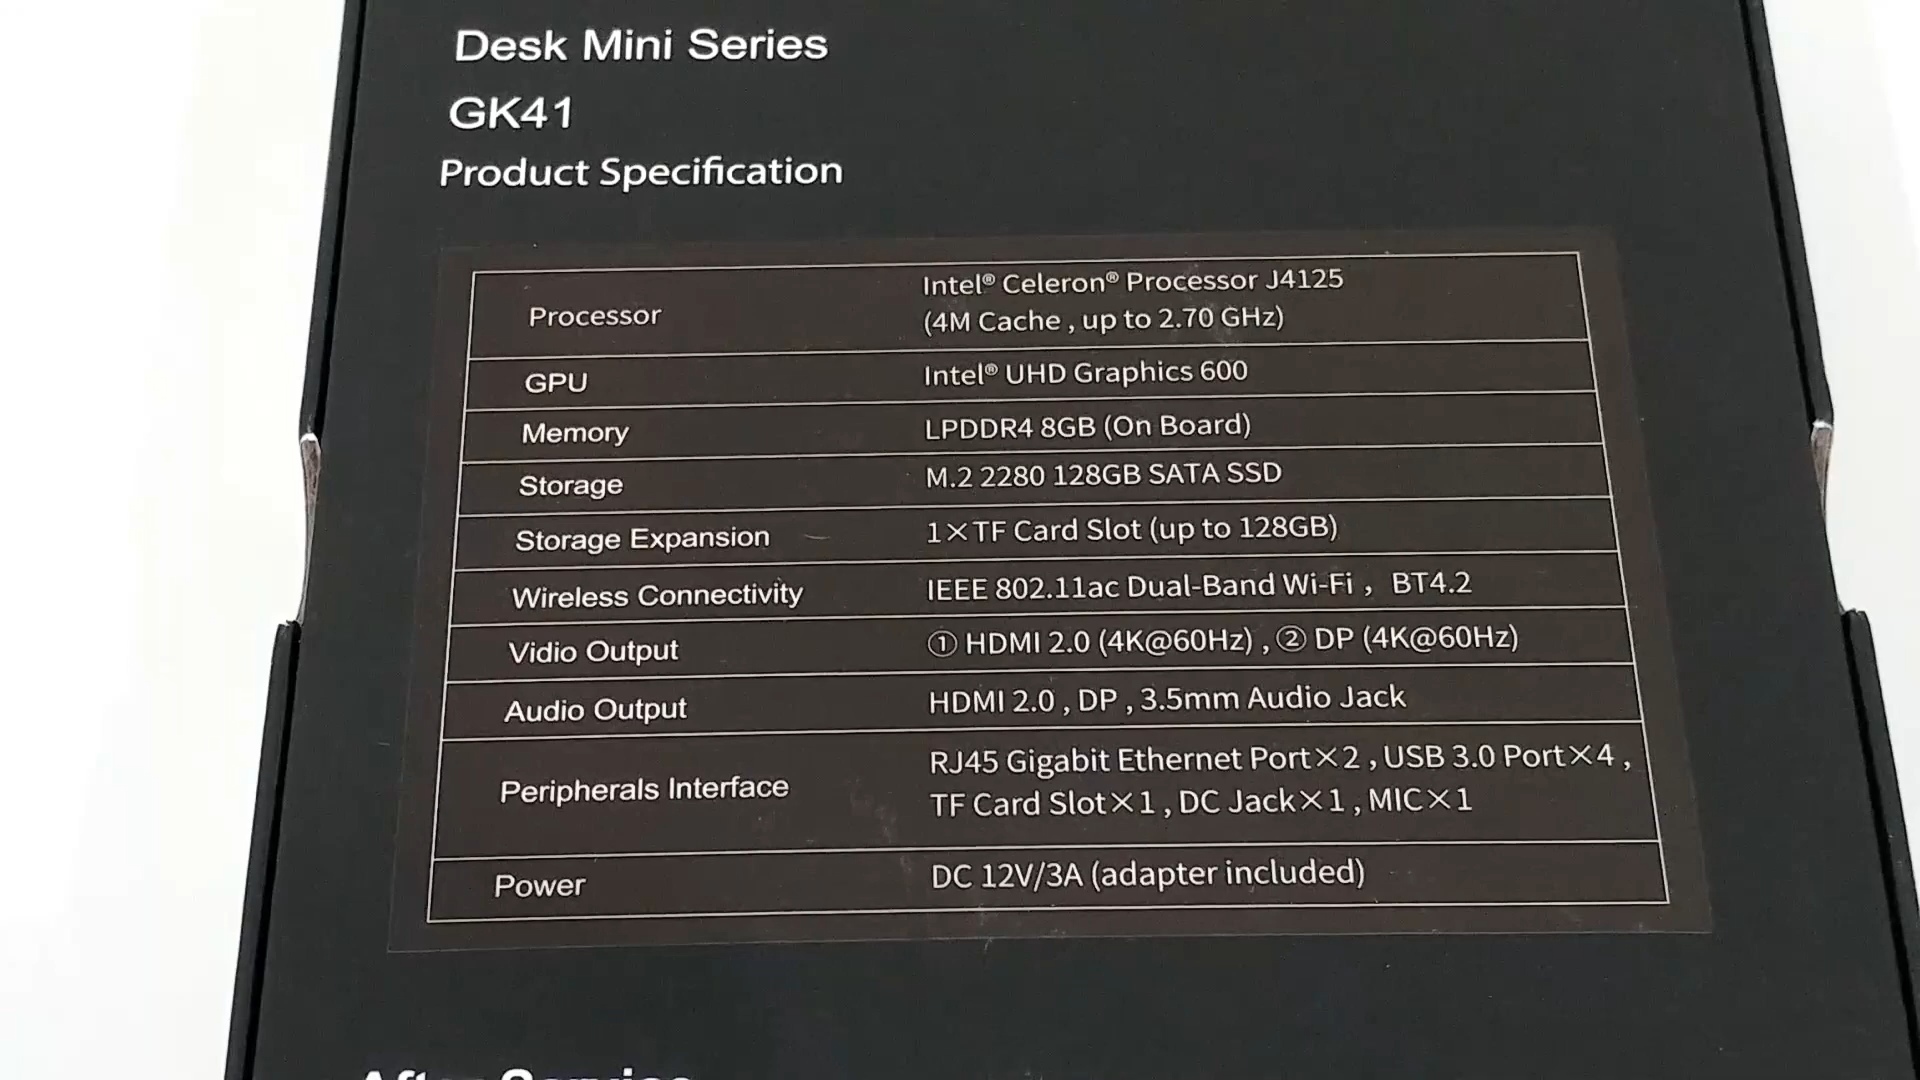 Desk Mini Series
GK41
Product Specification
Processor
Intel® Celeron® Processor J4125
(4M Cache , up to 2.70 GHz)
GPU
Intel® UHD Graphics 600
Memory
LPDDR4 8GB (On Board)
Storage
M.2 2280 128GB SATA SSD
Storage Expansion
1×TF Card Slot (up to 128GB)
Wireless Connectivity
IEEE 802.11ac Dual-Band Wi-Fi , BT4.2
Vidio Output
① HDMI 2.0 (4K@60Hz) , ② DP (4K@60Hz)
Audio Output
HDMI 2.0 , DP , 3.5mm Audio Jack
Peripherals Interface
RJ45 Gigabit Ethernet Port×2 , USB 3.0 Port×4 ,
TF Card Slot×1 , DC Jack×1 , MIC×1
Power
DC 12V/3A (adapter included)